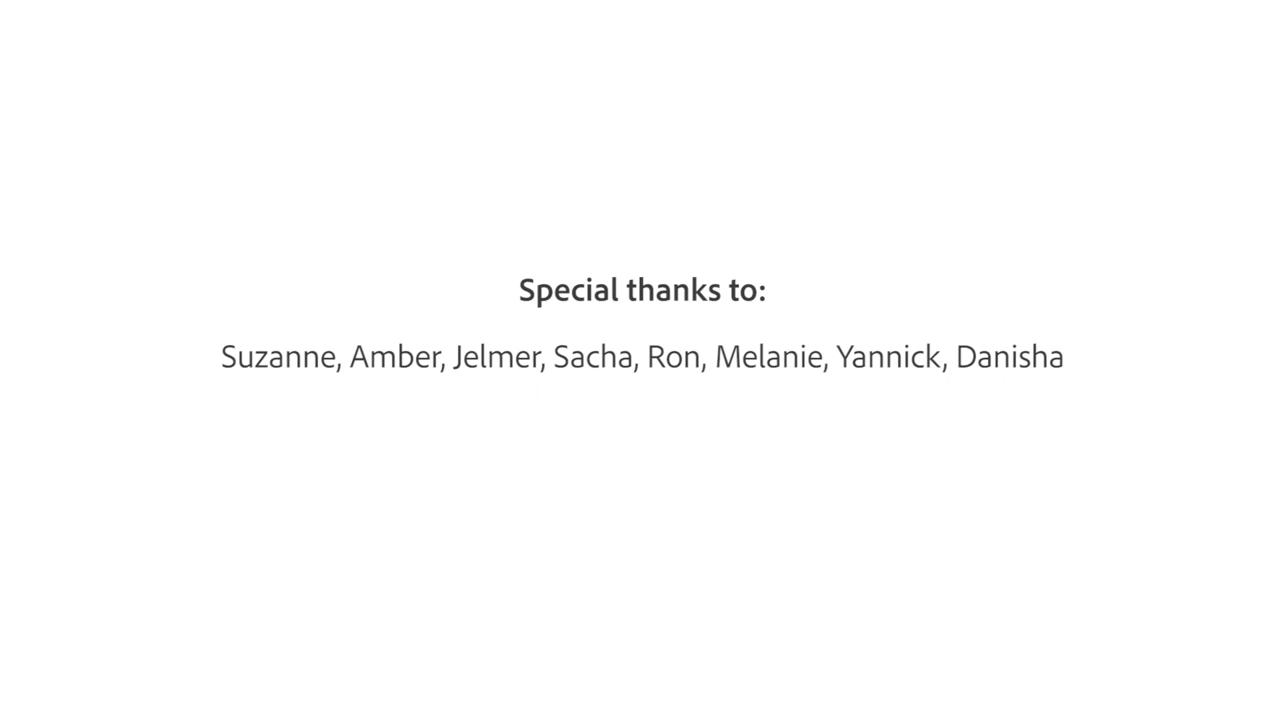 Special thanks to:
Suzanne, Amber, Jelmer, Sacha, Ron, Melanie, Yannick, Danisha